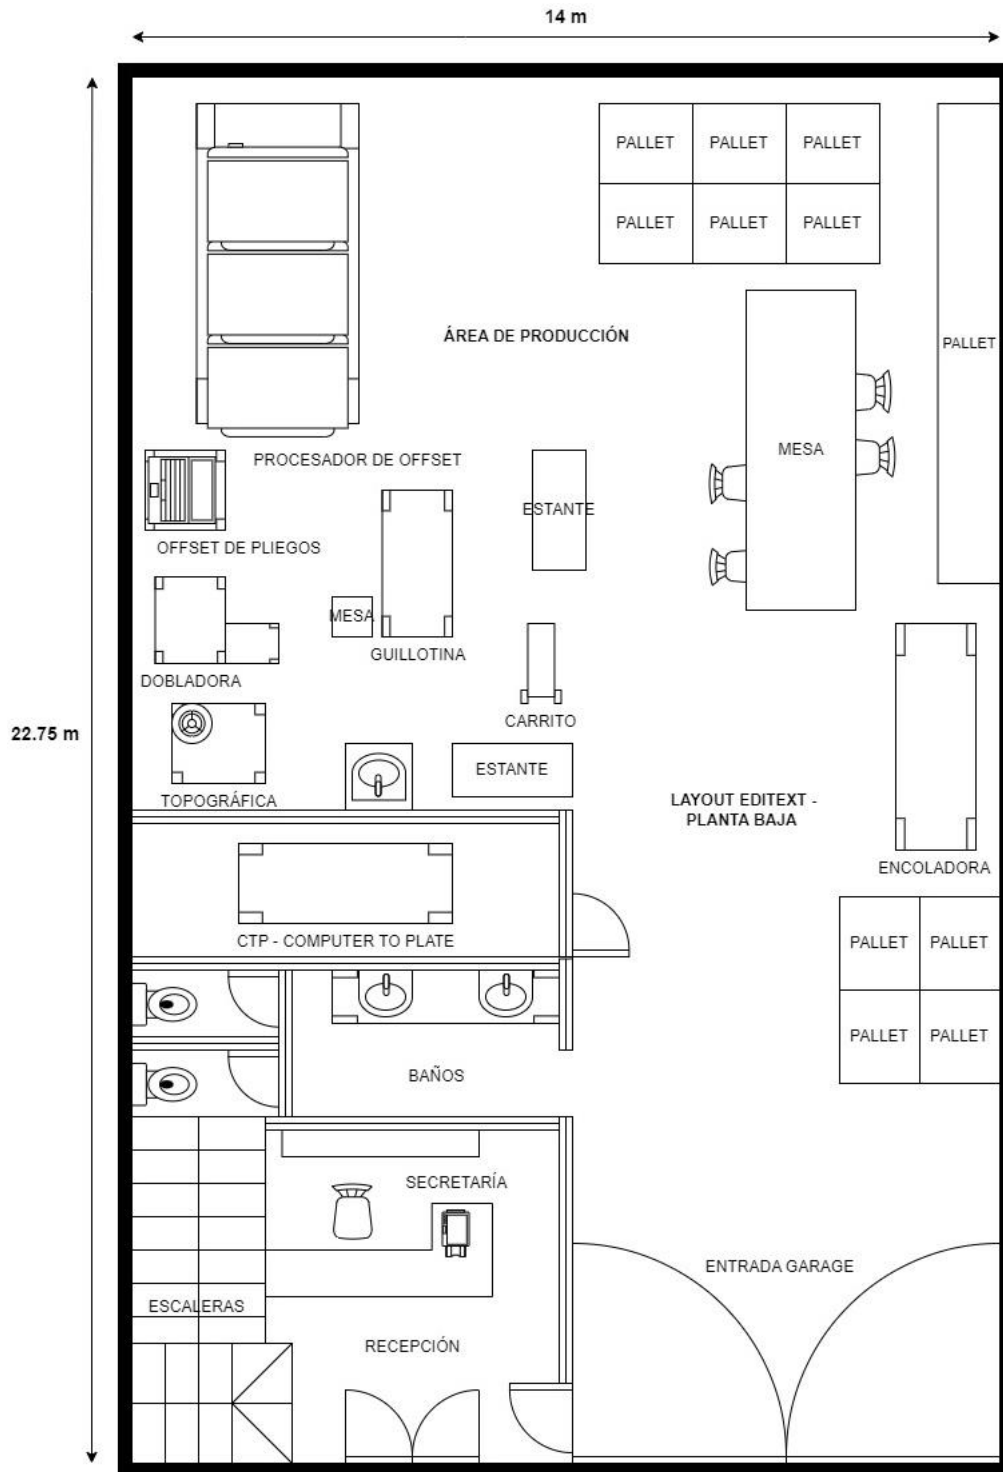 14 m
PALLET
PALLET
PALLET
PALLET
PALLET
PALLET
ÁREA DE PRODUCCIÓN
PALLET
MESA
PROCESADOR DE OFFSET
ESTANTE
OFFSET DE PLIEGOS
MESA
GUILLOTINA
DOBLADORA
CARRITO
22.75 m
ESTANTE
TOPOGRÁFICA
LAYOUT EDITEXT -
PLANTA BAJA
ENCOLADORA
CTP - COMPUTER TO PLATE
PALLET
PALLET
PALLET
PALLET
BAÑOS
SECRETARÍA
ENTRADA GARAGE
ESCALERAS
RECEPCIÓN